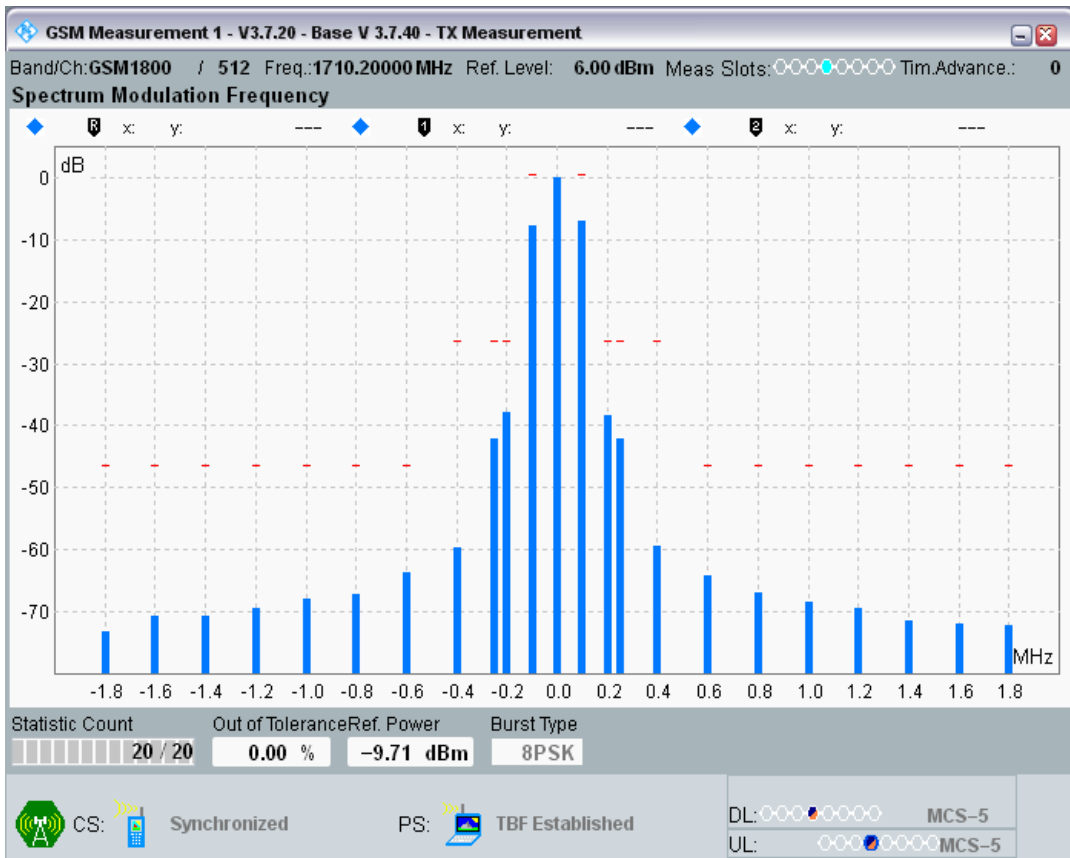 GSM Measurement 1 - V3.7.20 - Base V 3.7.40 - TX Measurement
Band/Ch:GSM1800 / 512 Freq.:1710.20000 MHz Ref. Level: 6.00 dBm Meas Slots: Tim.Advance.: 0
Spectrum Modulation Frequency
R x: y: --- 1 x: y: --- 2 x: y: ---
dB
0
-10
-20
-30
-40
-50
-60
-70
MHz
-1.8 -1.6 -1.4 -1.2 -1.0 -0.8 -0.6 -0.4 -0.2 0.0 0.2 0.4 0.6 0.8 1.0 1.2 1.4 1.6 1.8
Statistic Count Out of Tolerance Ref. Power Burst Type
20 / 20 0.00 % -9.71 dBm 8PSK
CS: Synchronized PS: TBF Established
DL: MCS-5
UL: MCS-5